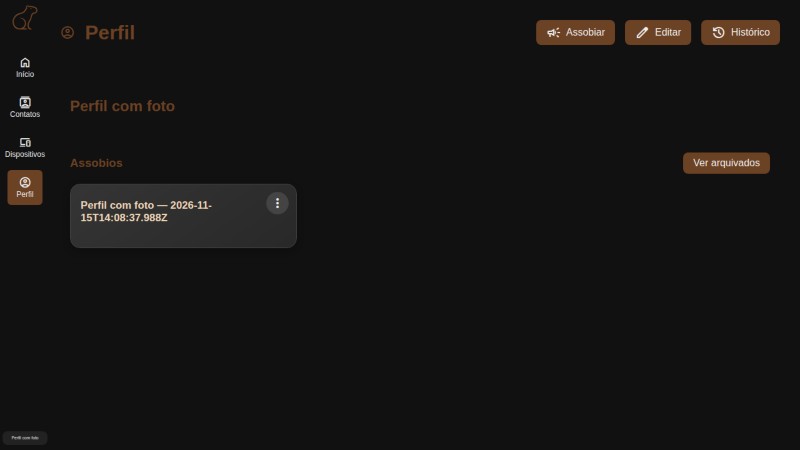 Perfil
Assobiar
Editar
Histórico
Início
Contatos
Dispositivos
Perfil
Perfil com foto
Assobios
Ver arquivados
Perfil com foto — 2026-11-
15T14:08:37.988Z
Perfil com foto